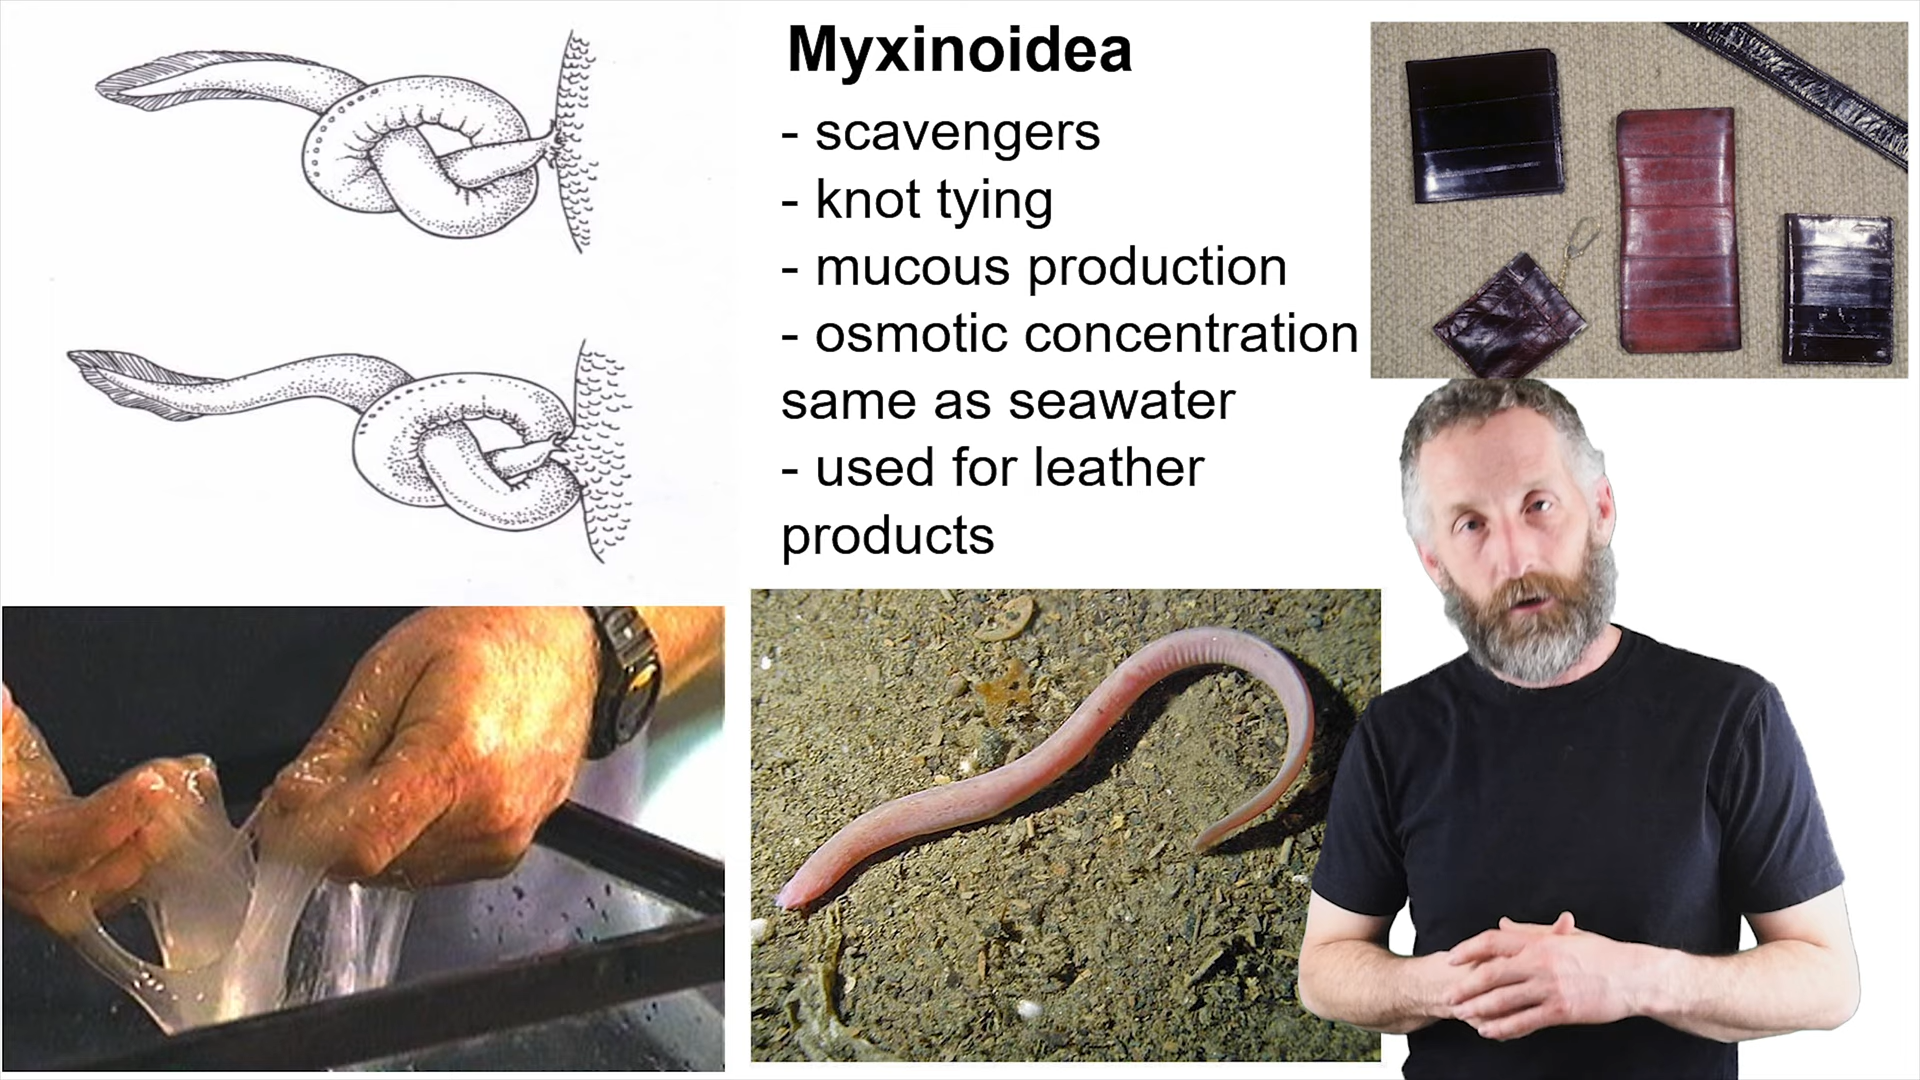 Myxinoidea
- scavengers
- knot tying
- mucous production
- osmotic concentration
same as seawater
- used for leather
products